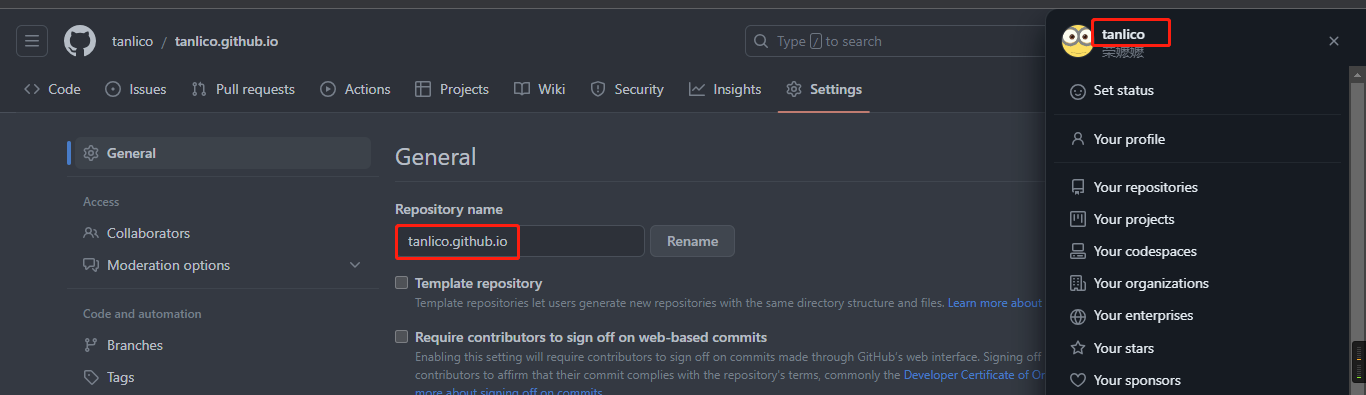 tanlico / tanlico.github.io
Type / to search
tanlico
荣嬷嬷
Code
Issues
Pull requests
Actions
Projects
Wiki
Security
Insights
Settings
Set status
Your profile
Your repositories
Your projects
Your codespaces
Your organizations
Your enterprises
Your stars
Your sponsors
General
Access
Collaborators
Moderation options
Code and automation
Branches
Tags
General
Repository name
tanlico.github.io
Rename
Template repository
Template repositories let users generate new repositories with the same directory structure and files. Learn more about
Require contributors to sign off on web-based commits
Enabling this setting will require contributors to sign off on commits made through GitHub's web interface. Signing off
contributors to affirm that their commit complies with the repository's terms, commonly the Developer Certificate of Or
more about signing off on commits.